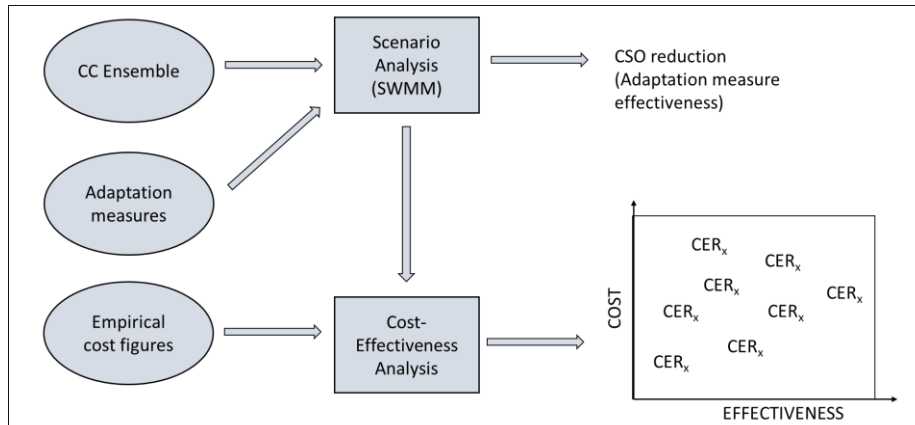 CC Ensemble
Scenario
Analysis
(SWMM)
CSO reduction
(Adaptation measure
effectiveness)
Adaptation
measures
Empirical
cost figures
Cost-
Effectiveness
Analysis
COST
CERₓ
CERₓ
CERₓ
CERₓ
CERₓ
CERₓ
CERₓ
CERₓ
EFFECTIVENESS